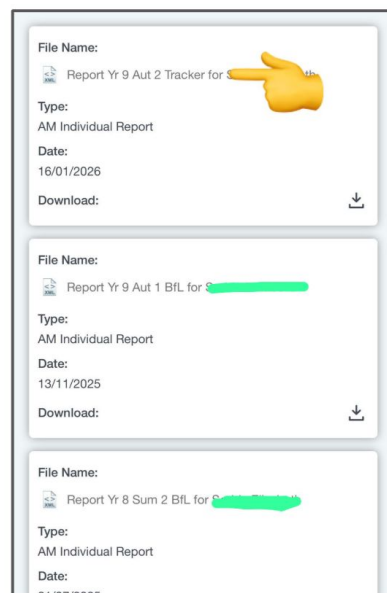 File Name:
Report Yr 9 Aut 2 Tracker for
Type:
AM Individual Report
Date:
16/01/2026
Download:
File Name:
Report Yr 9 Aut 1 BfL for
Type:
AM Individual Report
Date:
13/11/2025
Download:
File Name:
Report Yr 8 Sum 2 BfL for
Type:
AM Individual Report
Date: